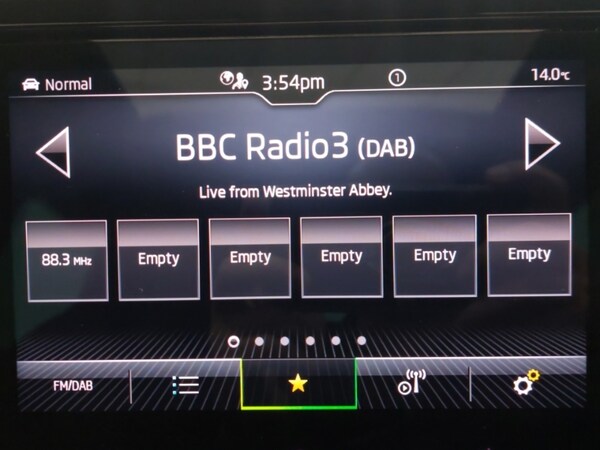 Normal 3:54pm 1 14.0°C
BBC Radio3 (DAB)
Live from Westminster Abbey.
88.3 MHz Empty Empty Empty Empty Empty
FM/DAB